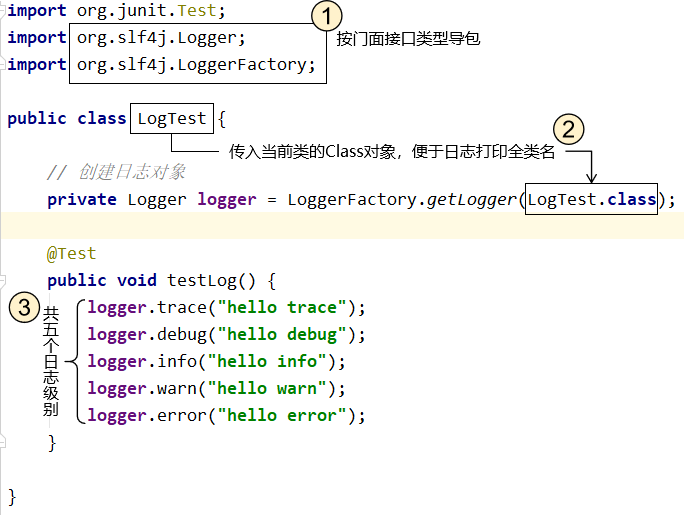 import org.junit.Test;
①
import org.slf4j.Logger;
按门面接口类型导包
import org.slf4j.LoggerFactory;
public class LogTest {
②
传入当前类的Class对象，便于日志打印全类名
// 创建日志对象
private Logger logger = LoggerFactory.getLogger(LogTest.class);
@Test
public void testLog() {
③
共五个日志级别
logger.trace("hello trace");
logger.debug("hello debug");
logger.info("hello info");
logger.warn("hello warn");
logger.error("hello error");
}
}